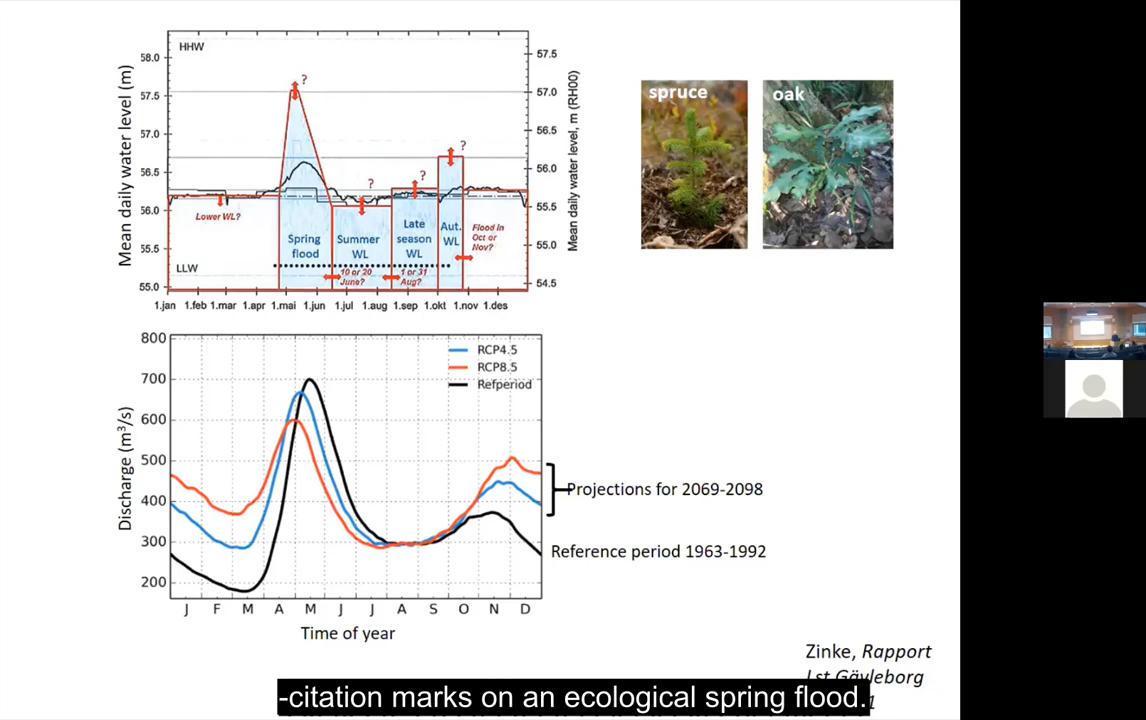 HHW
58.0
57.5
57.0
56.5
56.0
55.5
55.0
Mean daily water level (m)
57.5
57.0
56.5
56.0
55.5
55.0
54.5
Mean daily water level, m (RH00)
?
?
?
?
Lower WL?
Spring
flood
Summer
WL
Late
season
WL
Aut.
WL
Flood in
Oct or
Nov?
LLW
10 or 20
June?
1 or 31
Aug?
1.jan 1.feb 1.mar 1.apr 1.mai 1.jun 1.jul 1.aug 1.sep 1.okt 1.nov 1.des
spruce
oak
800
700
600
500
400
300
200
Discharge (m³/s)
RCP4.5
RCP8.5
Refperiod
J F M A M J J A S O N D
Time of year
Projections for 2069-2098
Reference period 1963-1992
Zinke, Rapport
Lst Gävleborg
-citation marks on an ecological spring flood.